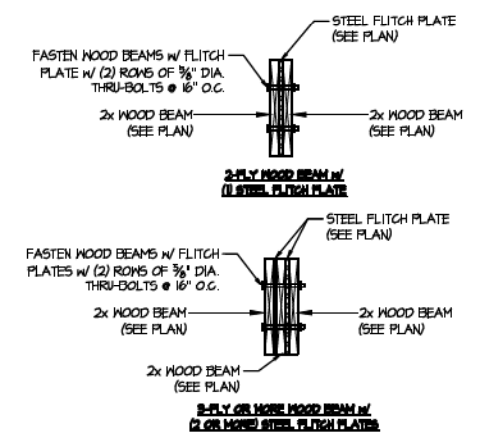 STEEL FLITCH PLATE
(SEE PLAN)
FASTEN WOOD BEAMS W/ FLITCH
PLATE W/ (2) ROWS OF 5/8" DIA.
THRU-BOLTS @ 16" O.C.
2x WOOD BEAM
(SEE PLAN)
2x WOOD BEAM
(SEE PLAN)
2-PLY WOOD BEAM W/
(1) STEEL FLITCH PLATE
STEEL FLITCH PLATE
(SEE PLAN)
FASTEN WOOD BEAMS W/ FLITCH
PLATES W/ (2) ROWS OF 5/8" DIA.
THRU-BOLTS @ 16" O.C.
2x WOOD BEAM
(SEE PLAN)
2x WOOD BEAM
(SEE PLAN)
2x WOOD BEAM
(SEE PLAN)
3-PLY OR MORE WOOD BEAM W/
(2 OR MORE) STEEL FLITCH PLATES